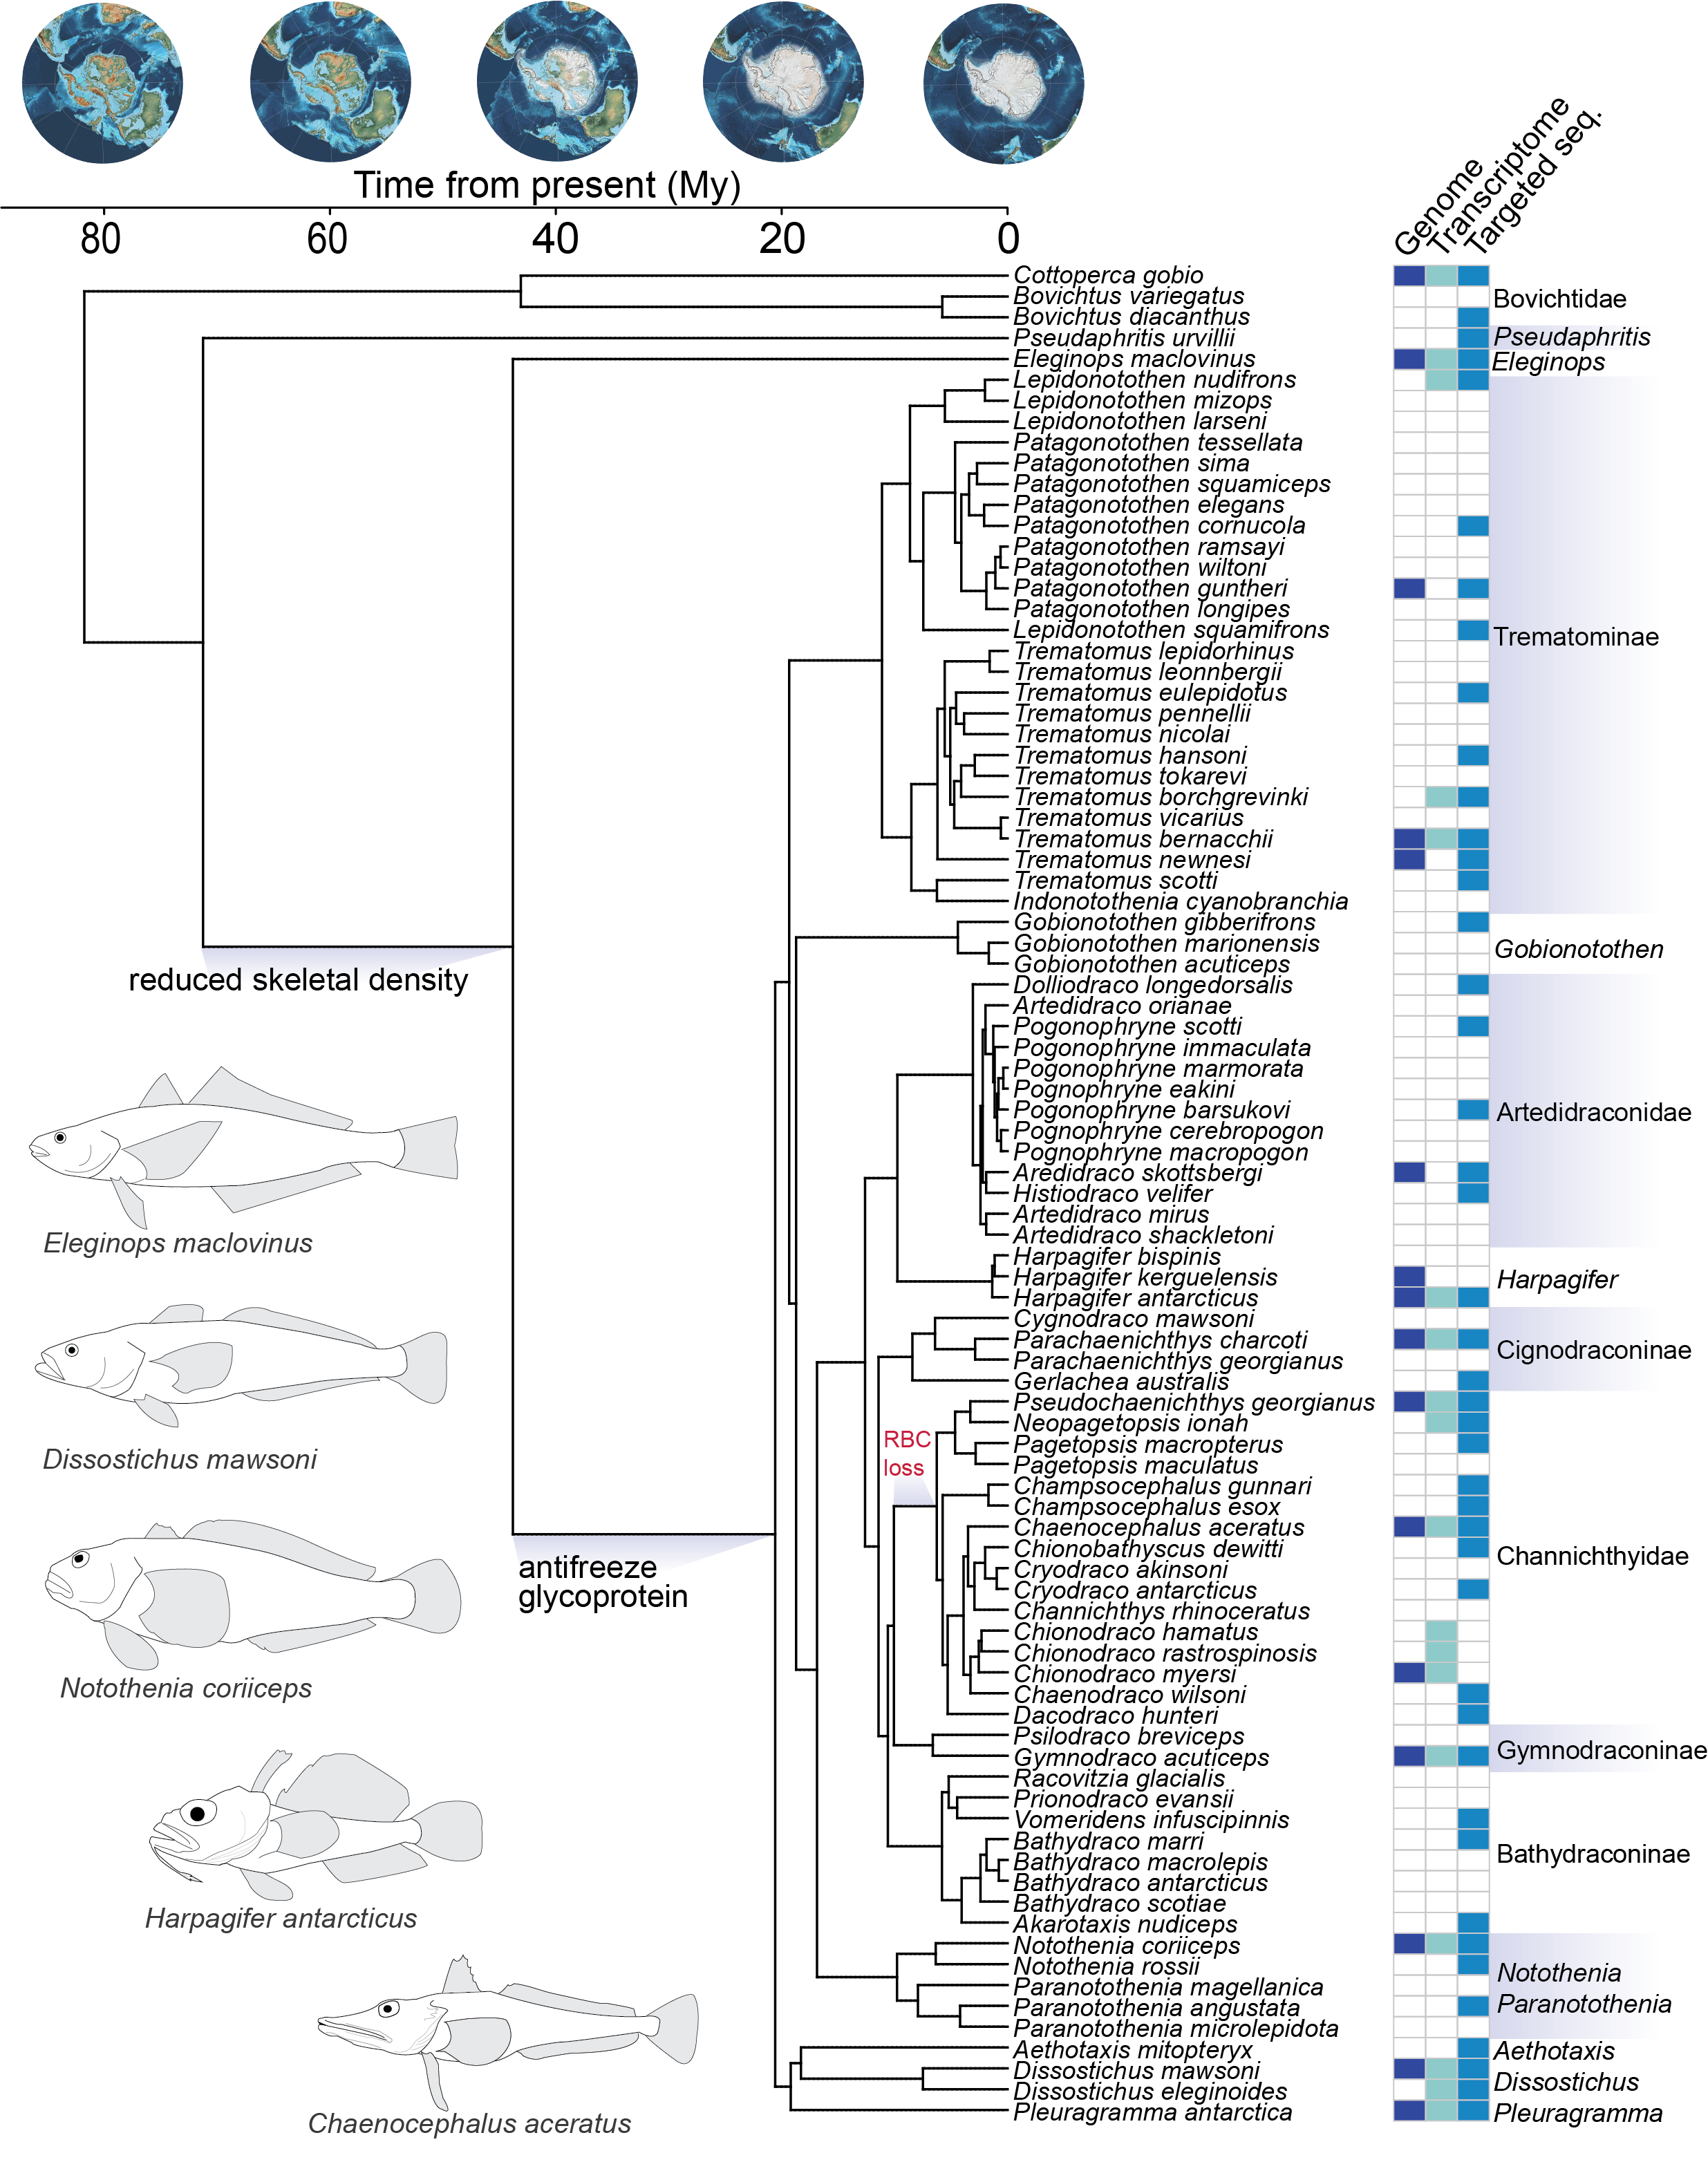 Time from present (My)
80 60 40 20 0
Genome
Transcriptome
Targeted seq.
Cottoperca gobio
Bovichtus variegatus
Bovichtus diacanthus
Pseudaphritis urvillii
Eleginops maclovinus
Lepidonotothen nudifrons
Lepidonotothen mizops
Lepidonotothen larseni
Patagonotothen tessellata
Patagonotothen sima
Patagonotothen squamiceps
Patagonotothen elegans
Patagonotothen cornucola
Patagonotothen ramsayi
Patagonotothen wiltoni
Patagonotothen guntheri
Patagonotothen longipes
Lepidonotothen squamifrons
Trematomus lepidorhinus
Trematomus leonnbergii
Trematomus eulepidotus
Trematomus pennellii
Trematomus nicolai
Trematomus hansoni
Trematomus tokarevi
Trematomus borchgrevinki
Trematomus vicarius
Trematomus bernacchii
Trematomus newnesi
Trematomus scotti
Indonotothenia cyanobranchia
Gobionotothen gibberifrons
Gobionotothen marionensis
Gobionotothen acuticeps
Dolliodraco longedorsalis
Artedidraco orianae
Pogonophryne scotti
Pogonophryne immaculata
Pogonophryne marmorata
Pognophryne eakini
Pogonophryne barsukovi
Pognophryne cerebropogon
Pognophryne macropogon
Aredidraco skottsbergi
Histiodraco velifer
Artedidraco mirus
Artedidraco shackletoni
Harpagifer bispinis
Harpagifer kerguelensis
Harpagifer antarcticus
Cygnodraco mawsoni
Parachaenichthys charcoti
Parachaenichthys georgianus
Gerlachea australis
Pseudochaenichthys georgianus
Neopagetopsis ionah
Pagetopsis macropterus
Pagetopsis maculatus
Champsocephalus gunnari
Champsocephalus esox
Chaenocephalus aceratus
Chionobathyscus dewitti
Cryodraco akinsoni
Cryodraco antarcticus
Channichthys rhinoceratus
Chionodraco hamatus
Chionodraco rastrospinosis
Chionodraco myersi
Chaenodraco wilsoni
Dacodraco hunteri
Psilodraco breviceps
Gymnodraco acuticeps
Racovitzia glacialis
Prionodraco evansii
Vomeridens infuscipinnis
Bathydraco marri
Bathydraco macrolepis
Bathydraco antarcticus
Bathydraco scotiae
Akarotaxis nudiceps
Notothenia coriiceps
Notothenia rossii
Paranotothenia magellanica
Paranotothenia angustata
Paranotothenia microlepidota
Aethotaxis mitopteryx
Dissostichus mawsoni
Dissostichus eleginoides
Pleuragramma antarctica
Bovichtidae
Pseudaphritis
Eleginops
Trematominae
Gobionotothen
Artedidraconidae
Harpagifer
Cignodraconinae
Channichthyidae
Gymnodraconinae
Bathydraconinae
Notothenia
Paranotothenia
Aethotaxis
Dissostichus
Pleuragramma
reduced skeletal density
antifreeze
glycoprotein
RBC
loss
Eleginops maclovinus
Dissostichus mawsoni
Notothenia coriiceps
Harpagifer antarcticus
Chaenocephalus aceratus